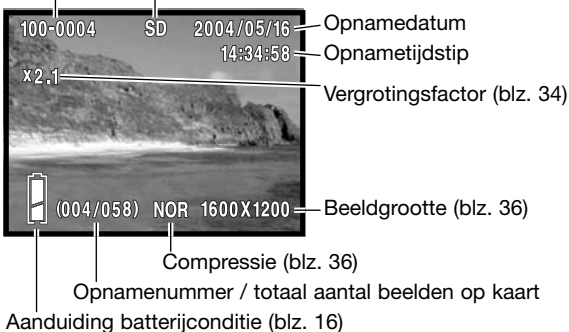 100-0004 SD 2004/05/16 Opnamedatum
14:34:58 Opnametijdstip
x2.1 Vergrotingsfactor (blz. 34)
(004/058) NOR 1600X1200 Beeldgrootte (blz. 36)
Compressie (blz. 36)
Opnamenummer / totaal aantal beelden op kaart
Aanduiding batterijconditie (blz. 16)